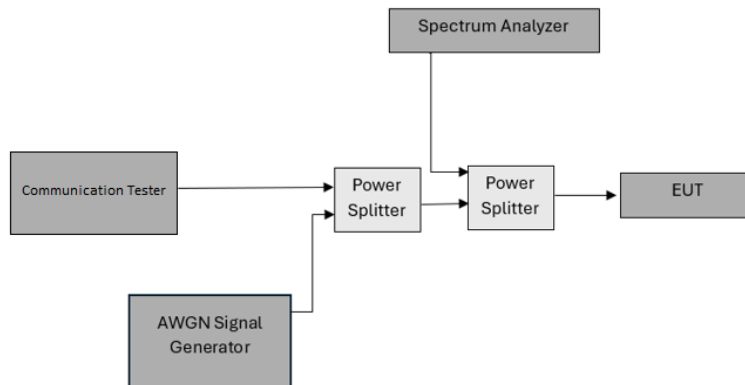 Spectrum Analyzer
Communication Tester
Power
Splitter
Power
Splitter
EUT
AWGN Signal
Generator